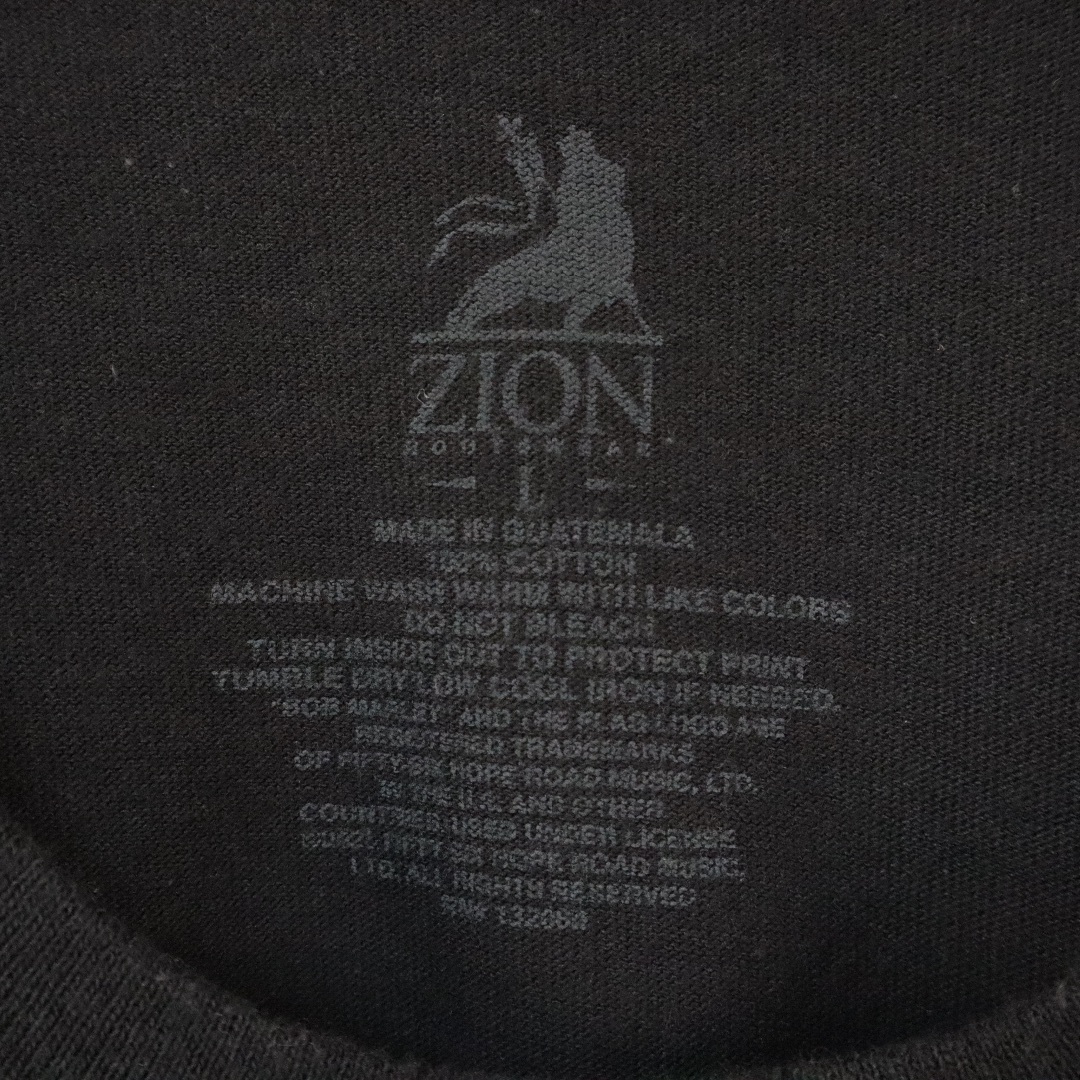 ZION
ROOTSWEAR
L
MADE IN GUATEMALA
100% COTTON
MACHINE WASH WARM WITH LIKE COLORS
DO NOT BLEACH
TURN INSIDE OUT TO PROTECT PRINT
TUMBLE DRY LOW COOL IRON IF NEEDED.
"BOB MARLEY" AND THE FLAG LOGO ARE
REGISTERED TRADEMARKS
OF FIFTY-SIX HOPE ROAD MUSIC, LTD.
IN THE U.S. AND OTHER
COUNTRIES USED UNDER LICENSE
FIFTY-SIX HOPE ROAD MUSIC,
LTD. ALL RIGHTS RESERVED
RN#